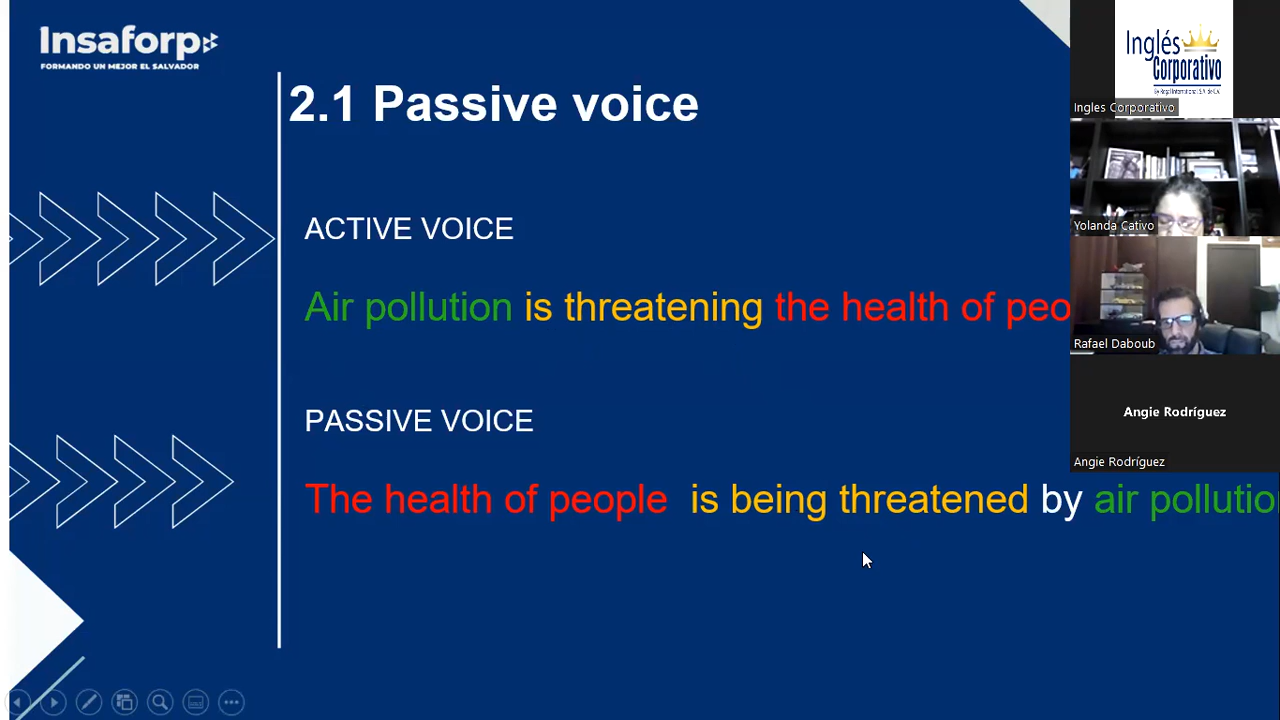 Insaforp
FORMANDO UN MEJOR EL SALVADOR
2.1 Passive voice
ACTIVE VOICE
Air pollution is threatening the health of peo
PASSIVE VOICE
The health of people is being threatened by air pollutio
Inglés
Corporativo
Ingles Corporativo
Yolanda Cativo
Rafael Daboub
Angie Rodríguez
Angie Rodríguez